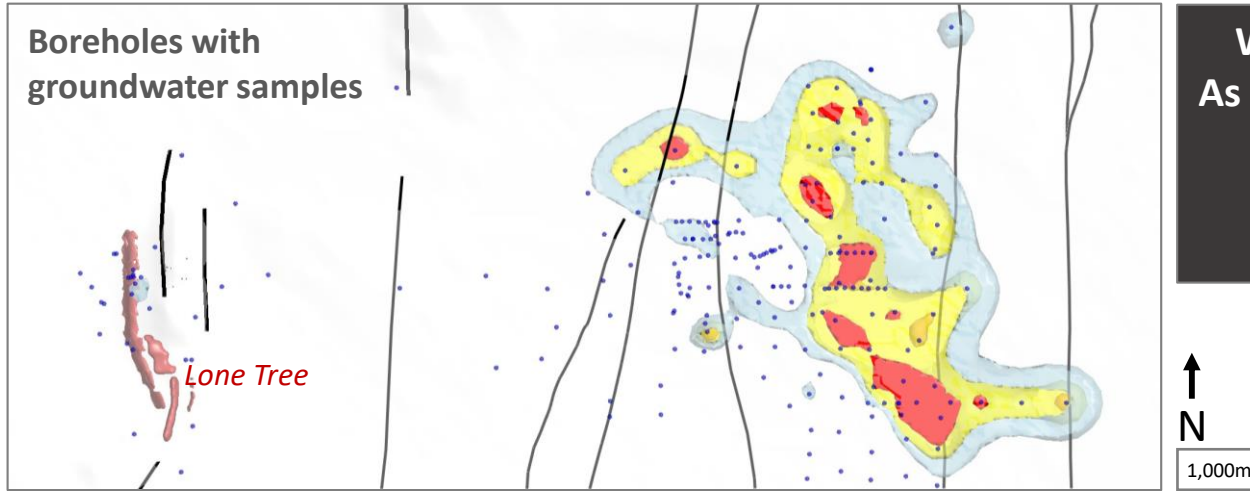 Boreholes with
groundwater samples
W
As
Lone Tree
N
1,000m